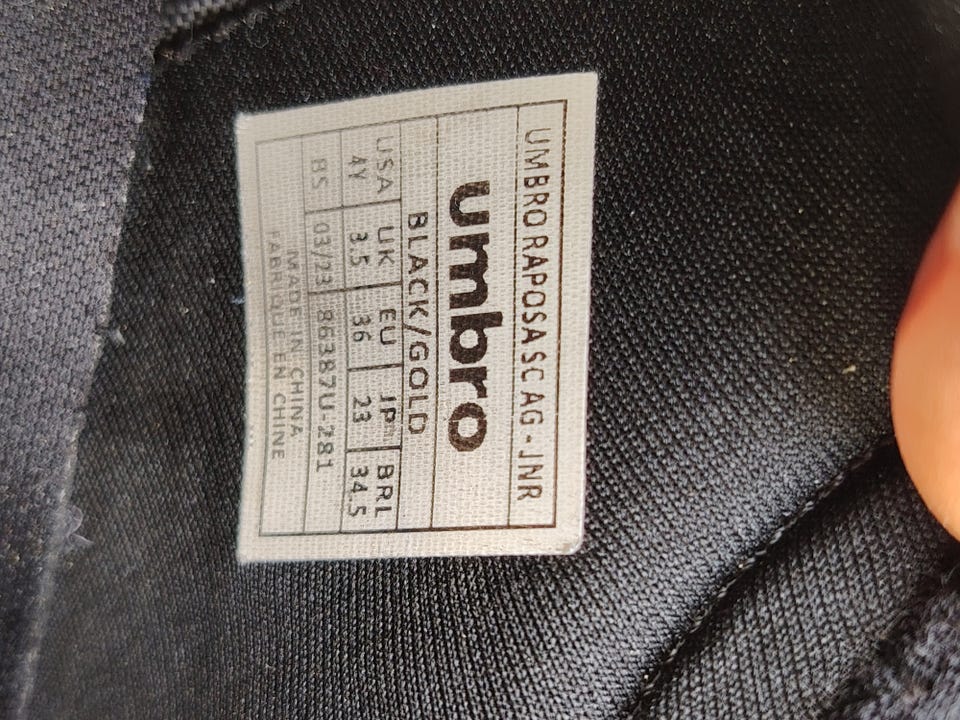 UMBRO RAPOSA SC AG - JNR
umbro
BLACK/GOLD
USA UK EU JP BRL
4Y 3.5 36 23 34.5
BS 03/23 86387U-281
MADE IN CHINA
FABRIQUE EN CHINE